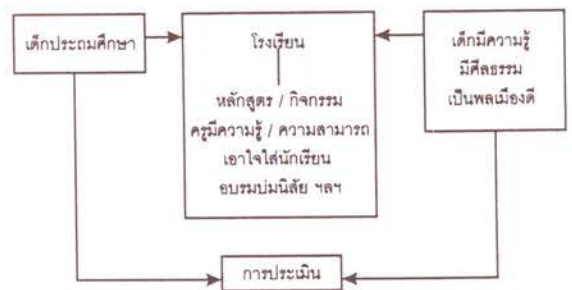 เด็กประถมศึกษา
โรงเรียน
หลักสูตร / กิจกรรม
ครูมีความรู้ / ความสามารถ
เอาใจใส่นักเรียน
อบรมบ่มนิสัย ฯลฯ
เด็กมีความรู้
มีศีลธรรม
เป็นพลเมืองดี
การประเมิน